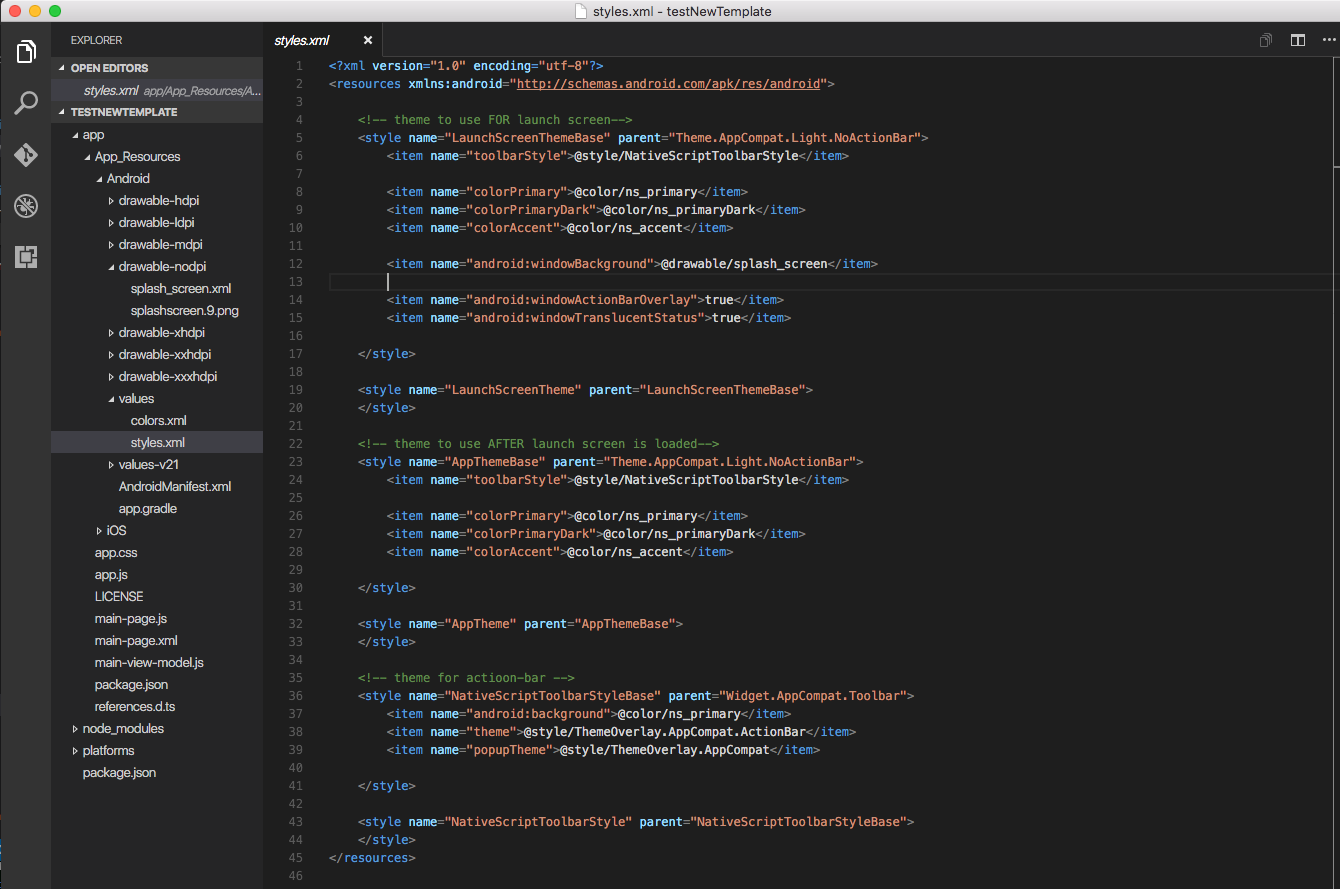 styles.xml - testNewTemplate
EXPLORER
OPEN EDITORS
styles.xml app/App_Resources/A...
TESTNEWTEMPLATE
app
App_Resources
Android
drawable-hdpi
drawable-ldpi
drawable-mdpi
drawable-nodpi
splash_screen.xml
splashscreen.9.png
drawable-xhdpi
drawable-xxhdpi
drawable-xxxhdpi
values
colors.xml
styles.xml
values-v21
AndroidManifest.xml
app.gradle
iOS
app.css
app.js
LICENSE
main-page.js
main-page.xml
main-view-model.js
package.json
references.d.ts
node_modules
platforms
package.json
styles.xml ×
1 <?xml version="1.0" encoding="utf-8"?>
2 <resources xmlns:android="http://schemas.android.com/apk/res/android">
3
4 <!-- theme to use FOR launch screen-->
5 <style name="LaunchScreenThemeBase" parent="Theme.AppCompat.Light.NoActionBar">
6 <item name="toolbarStyle">@style/NativeScriptToolbarStyle</item>
7
8 <item name="colorPrimary">@color/ns_primary</item>
9 <item name="colorPrimaryDark">@color/ns_primaryDark</item>
10 <item name="colorAccent">@color/ns_accent</item>
11
12 <item name="android:windowBackground">@drawable/splash_screen</item>
13
14 <item name="android:windowActionBarOverlay">true</item>
15 <item name="android:windowTranslucentStatus">true</item>
16
17 </style>
18
19 <style name="LaunchScreenTheme" parent="LaunchScreenThemeBase">
20 </style>
21
22 <!-- theme to use AFTER launch screen is loaded-->
23 <style name="AppThemeBase" parent="Theme.AppCompat.Light.NoActionBar">
24 <item name="toolbarStyle">@style/NativeScriptToolbarStyle</item>
25
26 <item name="colorPrimary">@color/ns_primary</item>
27 <item name="colorPrimaryDark">@color/ns_primaryDark</item>
28 <item name="colorAccent">@color/ns_accent</item>
29
30 </style>
31
32 <style name="AppTheme" parent="AppThemeBase">
33 </style>
34
35 <!-- theme for actioon-bar -->
36 <style name="NativeScriptToolbarStyleBase" parent="Widget.AppCompat.Toolbar">
37 <item name="android:background">@color/ns_primary</item>
38 <item name="theme">@style/ThemeOverlay.AppCompat.ActionBar</item>
39 <item name="popupTheme">@style/ThemeOverlay.AppCompat</item>
40
41 </style>
42
43 <style name="NativeScriptToolbarStyle" parent="NativeScriptToolbarStyleBase">
44 </style>
45 </resources>
46